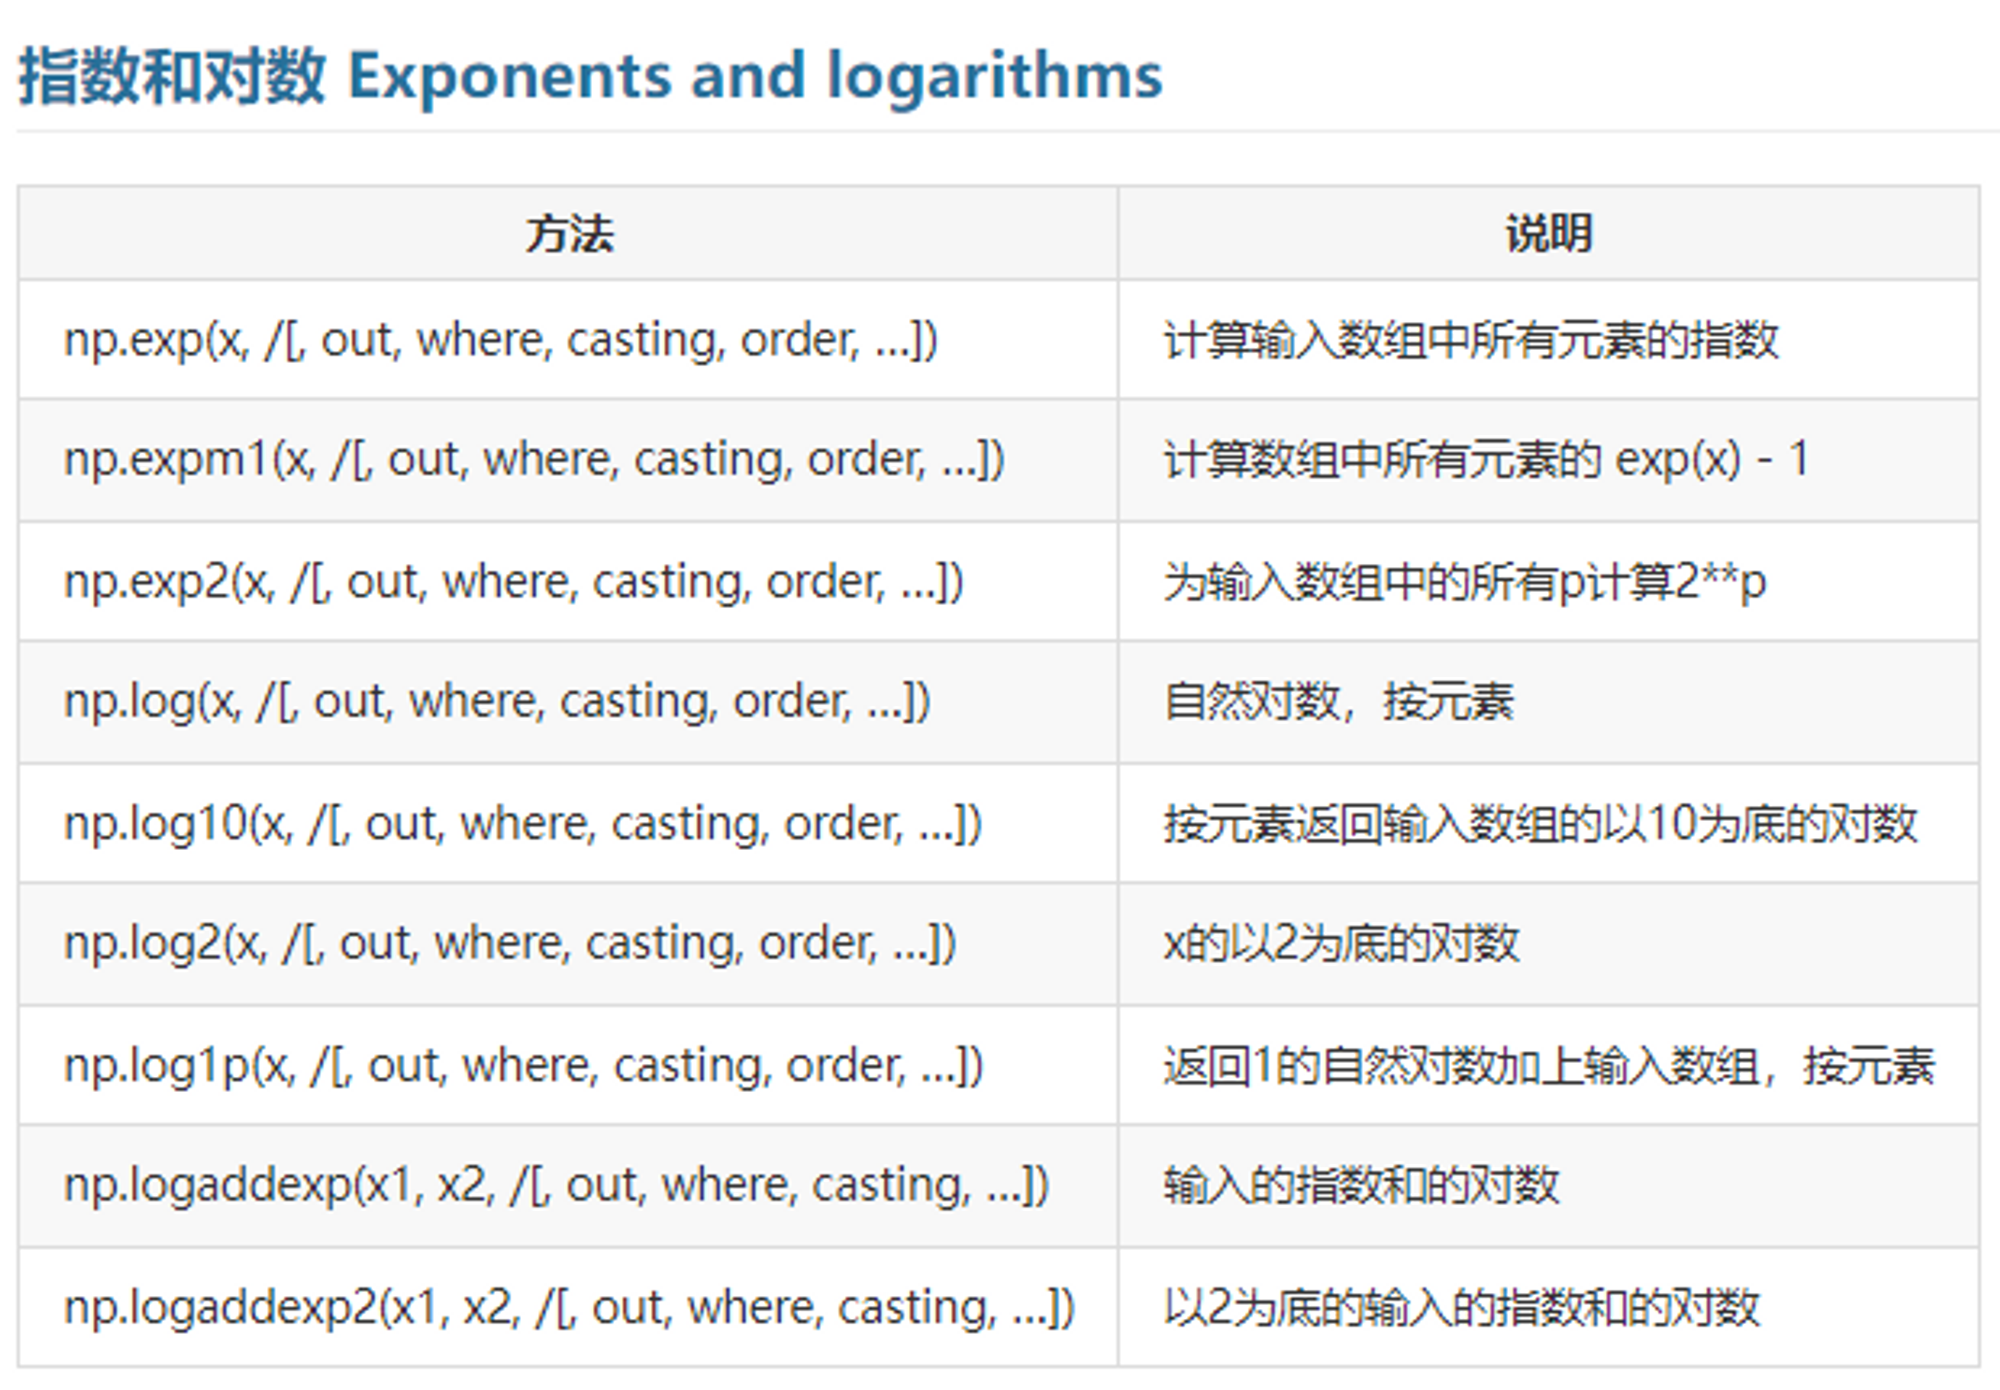 指数和对数 Exponents and logarithms
方法 说明
np.exp(x, /[, out, where, casting, order, ...]) 计算输入数组中所有元素的指数
np.expm1(x, /[, out, where, casting, order, ...]) 计算数组中所有元素的 exp(x) - 1
np.exp2(x, /[, out, where, casting, order, ...]) 为输入数组中的所有p计算2**p
np.log(x, /[, out, where, casting, order, ...]) 自然对数，按元素
np.log10(x, /[, out, where, casting, order, ...]) 按元素返回输入数组的以10为底的对数
np.log2(x, /[, out, where, casting, order, ...]) x的以2为底的对数
np.log1p(x, /[, out, where, casting, order, ...]) 返回1的自然对数加上输入数组，按元素
np.logaddexp(x1, x2, /[, out, where, casting, ...]) 输入的指数和的对数
np.logaddexp2(x1, x2, /[, out, where, casting, ...]) 以2为底的输入的指数和的对数